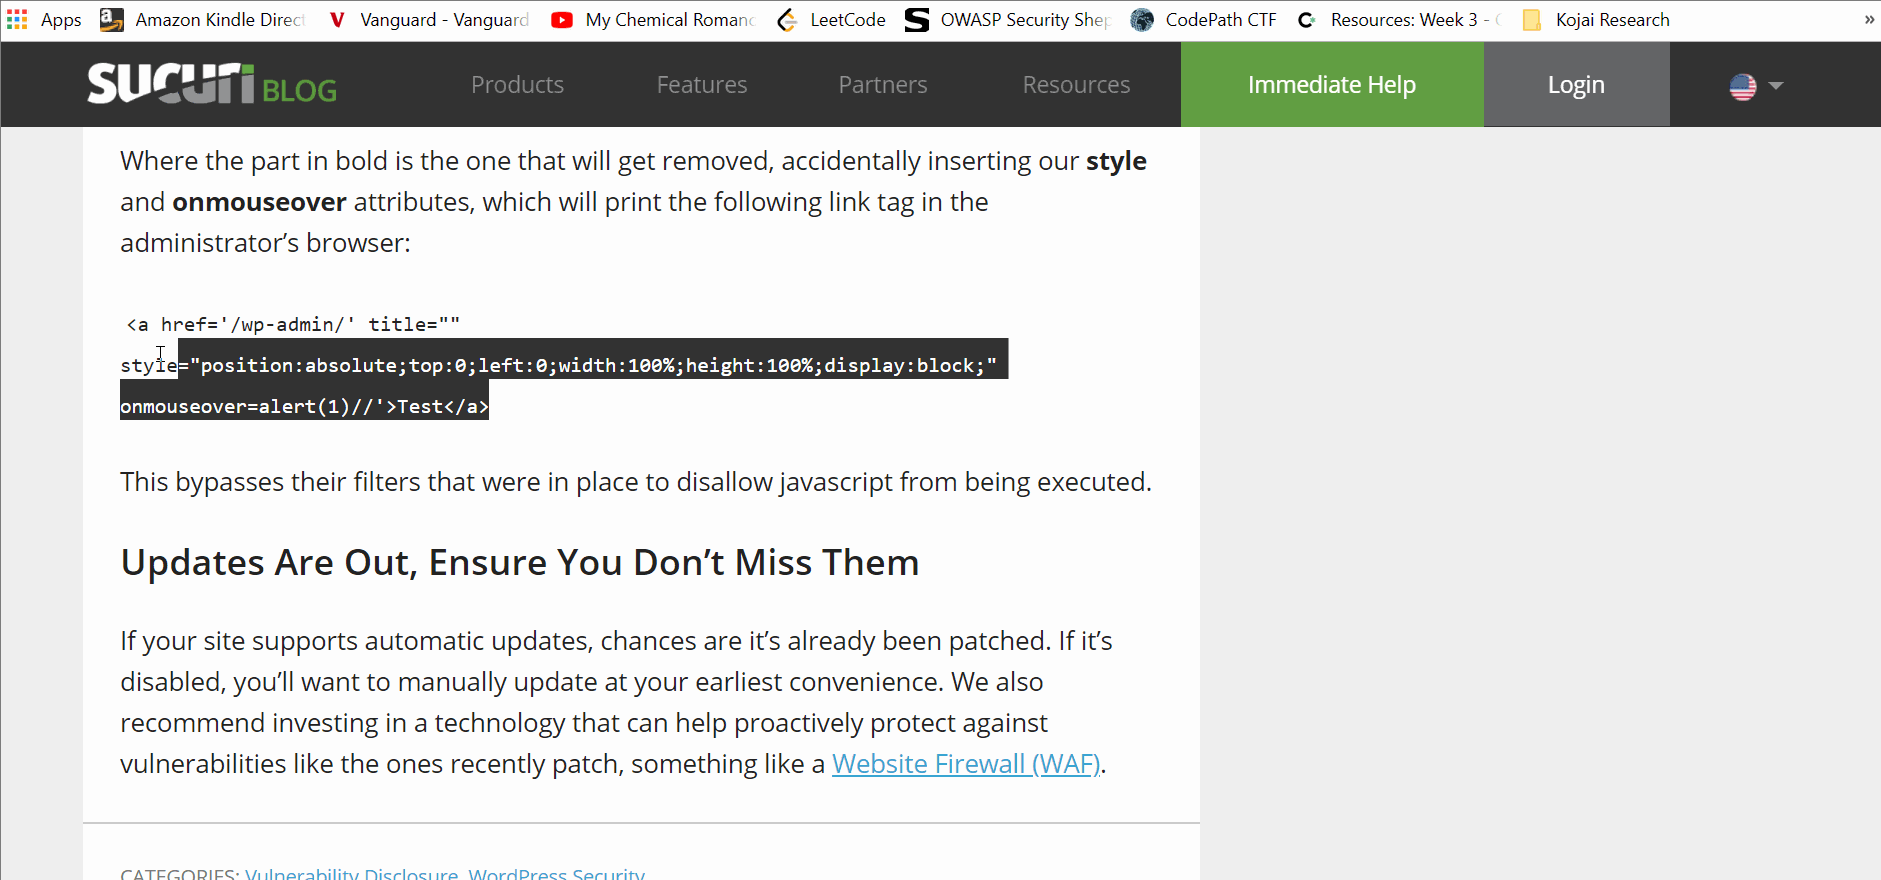 Apps Amazon Kindle Direct Vanguard - Vanguard My Chemical Romanc LeetCode OWASP Security Shep CodePath CTF Resources: Week 3 - Kojai Research »
SUCURI BLOG Products Features Partners Resources Immediate Help Login
Where the part in bold is the one that will get removed, accidentally inserting our style
and onmouseover attributes, which will print the following link tag in the
administrator’s browser:
<a href='/wp-admin/' title=""
style="position:absolute;top:0;left:0;width:100%;height:100%;display:block;"
onmouseover=alert(1)//'>Test</a>
This bypasses their filters that were in place to disallow javascript from being executed.
Updates Are Out, Ensure You Don’t Miss Them
If your site supports automatic updates, chances are it’s already been patched. If it’s
disabled, you’ll want to manually update at your earliest convenience. We also
recommend investing in a technology that can help proactively protect against
vulnerabilities like the ones recently patch, something like a Website Firewall (WAF).
CATEGORIES: Vulnerability Disclosure, WordPress Security